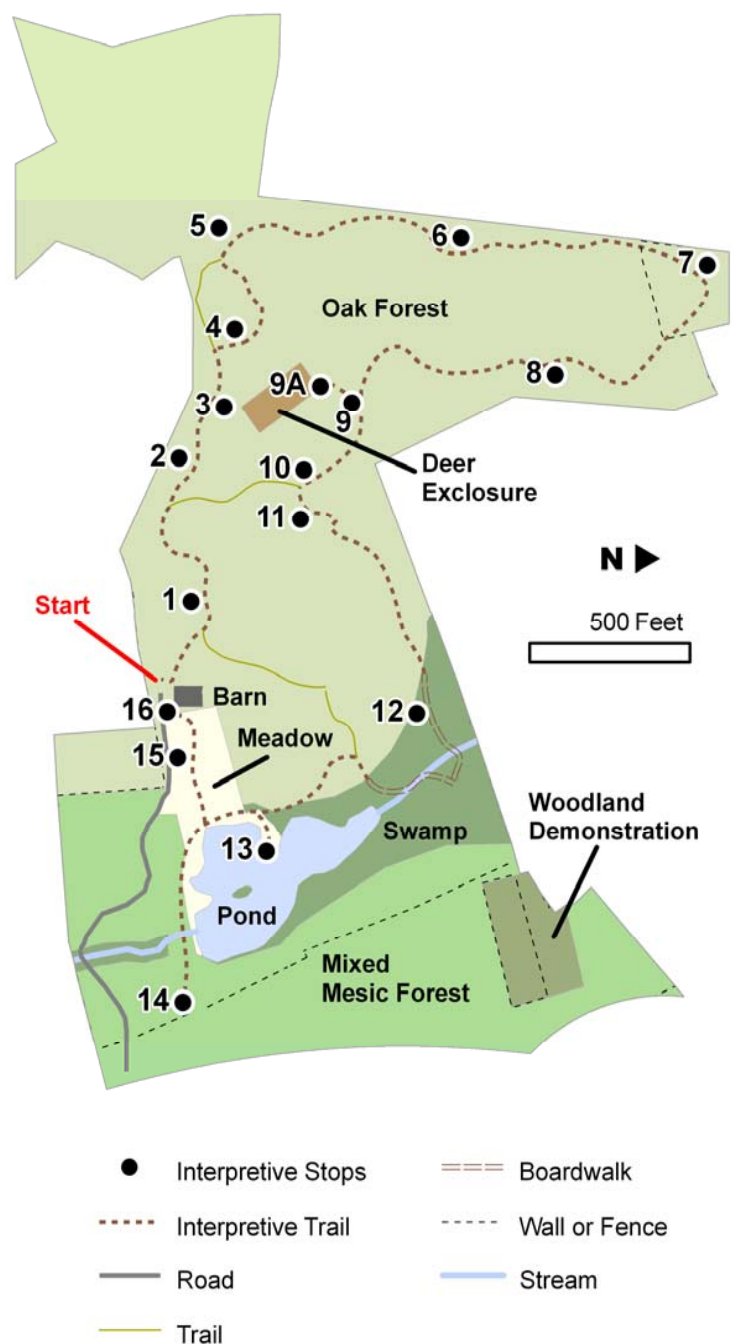 5
6
7
Oak Forest
4
8
9A
3
9
2
Deer
Exclosure
10
11
N
500 Feet
1
Start
Barn
16
12
Meadow
15
Woodland
Demonstration
Swamp
13
Pond
Mixed
Mesic Forest
14
Interpretive Stops
Boardwalk
Interpretive Trail
Wall or Fence
Road
Stream
Trail